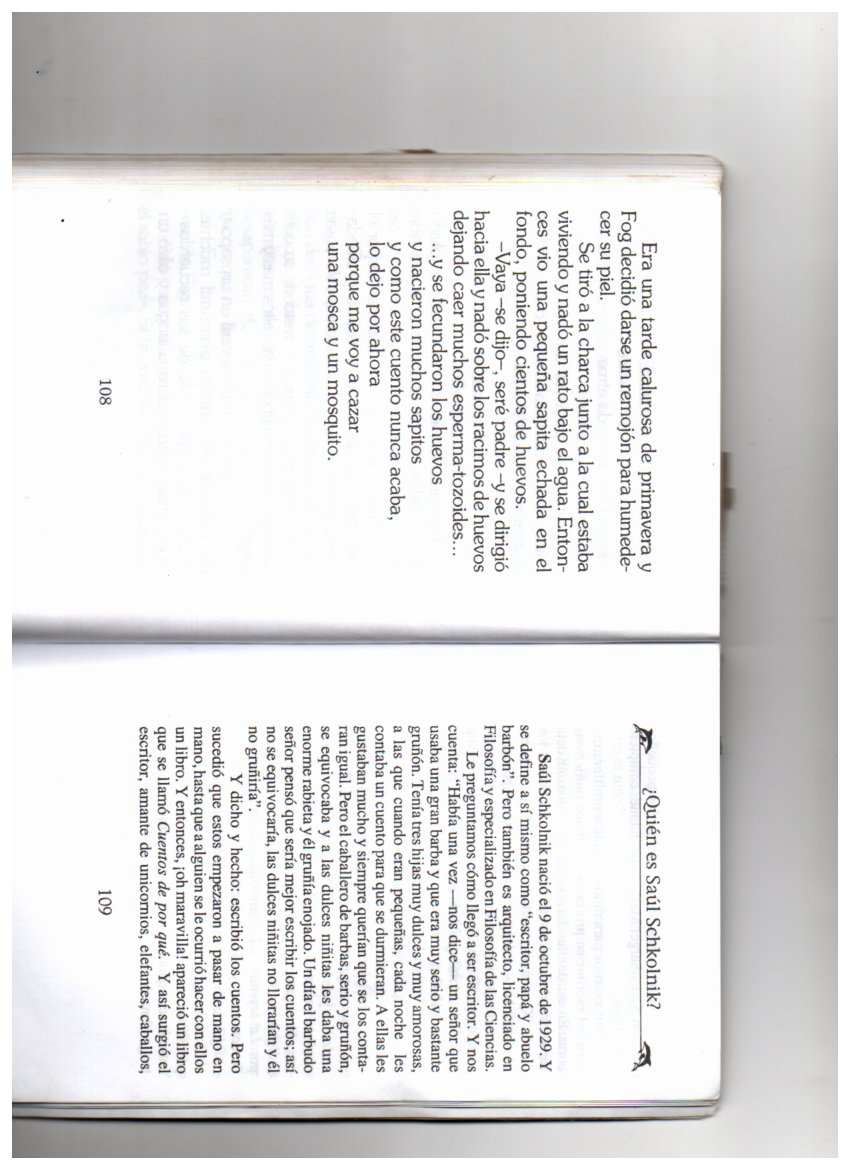 Era una tarde calurosa de primavera y
Fog decidió darse un remojón para humede-
cer su piel.
Se tiró a la charca junto a la cual estaba
viviendo y nadó un rato bajo el agua. Enton-
ces vio una pequeña sapita echada en el
fondo, poniendo cientos de huevos.
–Vaya –se dijo–, seré padre –y se dirigió
hacia ella y nadó sobre los racimos de huevos
dejando caer muchos esperma-tozoides...
...y se fecundaron los huevos
y nacieron muchos sapitos
y como este cuento nunca acaba,
lo dejo por ahora
porque me voy a cazar
una mosca y un mosquito.
108
¿Quién es Saúl Schkolnik?
Saúl Schkolnik nació el 9 de octubre de 1929. Y
se define a sí mismo como “escritor, papá y abuelo
barbón”. Pero también es arquitecto, licenciado en
Filosofía y especializado en Filosofía de las Ciencias.
Le preguntamos cómo llegó a ser escritor. Y nos
cuenta: “Había una vez —nos dice— un señor que
usaba una gran barba y que era muy serio y bastante
gruñón. Tenía tres hijas muy dulces y muy amorosas,
a las que cuando eran pequeñas, cada noche les
contaba un cuento para que se durmieran. A ellas les
gustaban mucho y siempre querían que se los conta-
ran igual. Pero el caballero de barbas, serio y gruñón,
se equivocaba y a las dulces niñitas les daba una
enorme rabieta y él gruñía enojado. Un día el barbudo
señor pensó que sería mejor escribir los cuentos; así
no se equivocaría, las dulces niñitas no llorarían y él
no gruñiría”.
Y dicho y hecho: escribió los cuentos. Pero
sucedió que estos empezaron a pasar de mano en
mano, hasta que a alguien se lo ocurrió hacer con ellos
un libro. Y entonces, ¡oh maravilla! apareció un libro
que se llamó Cuentos de por qué. Y así surgió el
escritor, amante de unicornios, elefantes, caballos,
109